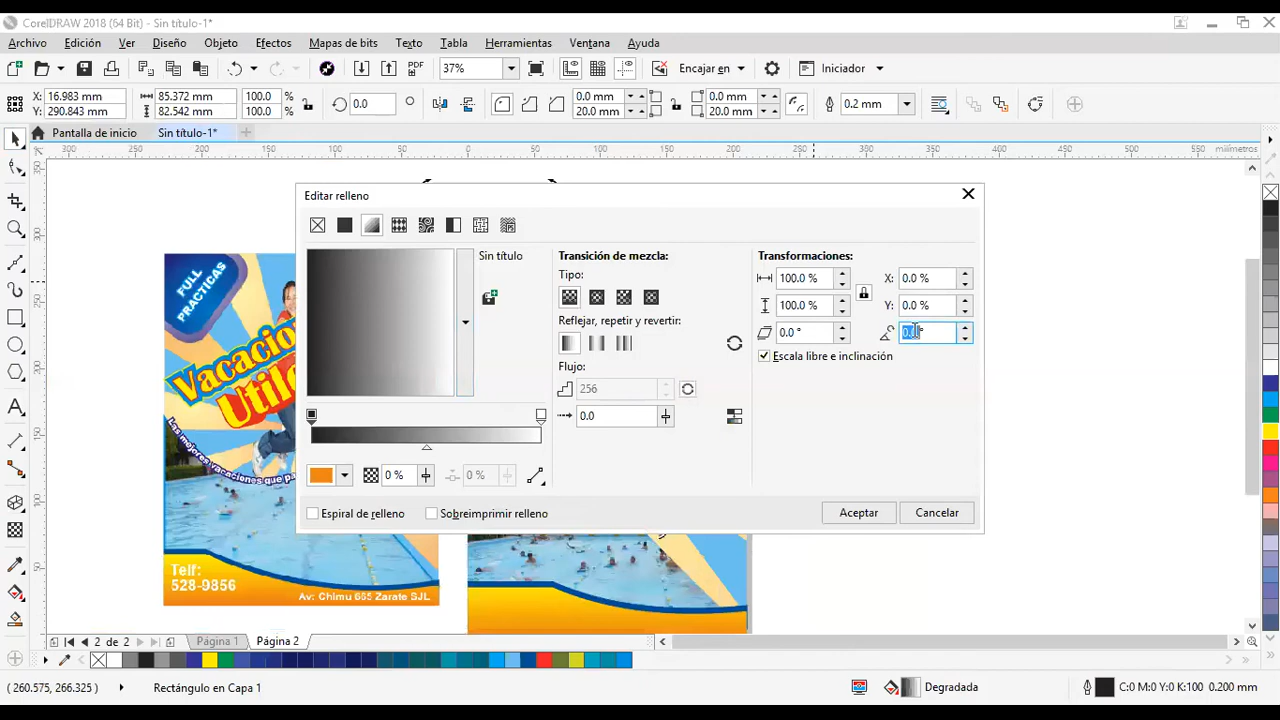 CorelDRAW 2018 (64 Bit) - Sin título-1*
Archivo Edición Ver Diseño Objeto Efectos Mapas de bits Texto Tabla Herramientas Ventana Ayuda
PDF 37% Encajar en Iniciador
X: 16.983 mm 85.372 mm 100.0 % 0.0 0.0 mm 0.0 mm 0.2 mm
Y: 290.843 mm 82.542 mm 100.0 % 20.0 mm 20.0 mm
Pantalla de inicio Sin título-1*
300 250 200 150 100 50 0 50 100 150 200 250 300 350 400 450 500 550 milímetros
Editar relleno
Sin título
Transición de mezcla:
Tipo:
Reflejar, repetir y revertir:
Flujo:
256
0.0
Transformaciones:
100.0 % X: 0.0 %
100.0 % Y: 0.0 %
0.0 °
Escala libre e inclinación
0 % 0 %
Espiral de relleno Sobreimprimir relleno Aceptar Cancelar
FULL
PRACTICAS
Vacacio
Utile
Las mejores vacaciones que pa
Telf:
528-9856
Av: Chimu 665 Zarate SJL
2 de 2 Página 1 Página 2
( 260.575, 266.325 ) Rectángulo en Capa 1 Degradada C:0 M:0 Y:0 K:100 0.200 mm